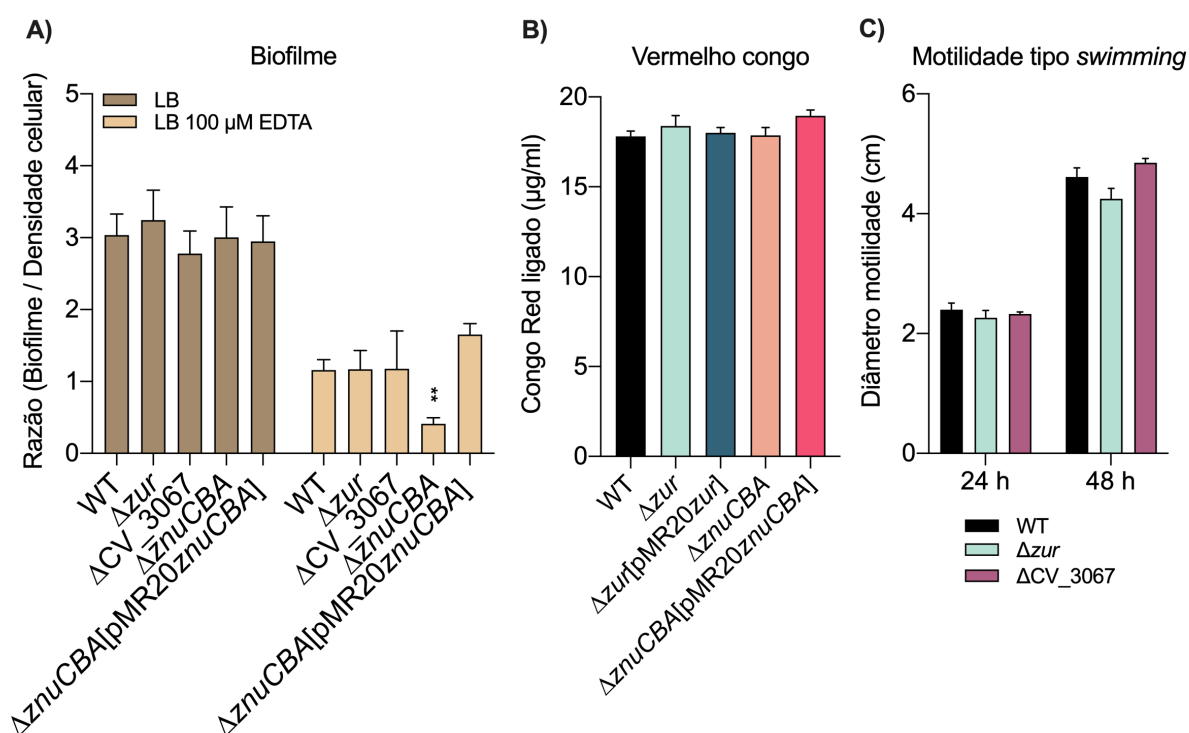 A)
Biofilme
Razão (Biofilme / Densidade celular)
5
4
3
2
1
0
LB
LB 100 µM EDTA
**
WT
Δzur
ΔCV_3067
ΔznuCBA
ΔznuCBA[pMR20znuCBA]
WT
Δzur
ΔCV_3067
ΔznuCBA
ΔznuCBA[pMR20znuCBA]
B)
Vermelho congo
Congo Red ligado (µg/ml)
20
15
10
5
0
WT
Δzur
Δzur[pMR20zur]
ΔznuCBA
ΔznuCBA[pMR20znuCBA]
C)
Motilidade tipo swimming
Diâmetro motilidade (cm)
6
4
2
0
24 h
48 h
WT
Δzur
ΔCV_3067